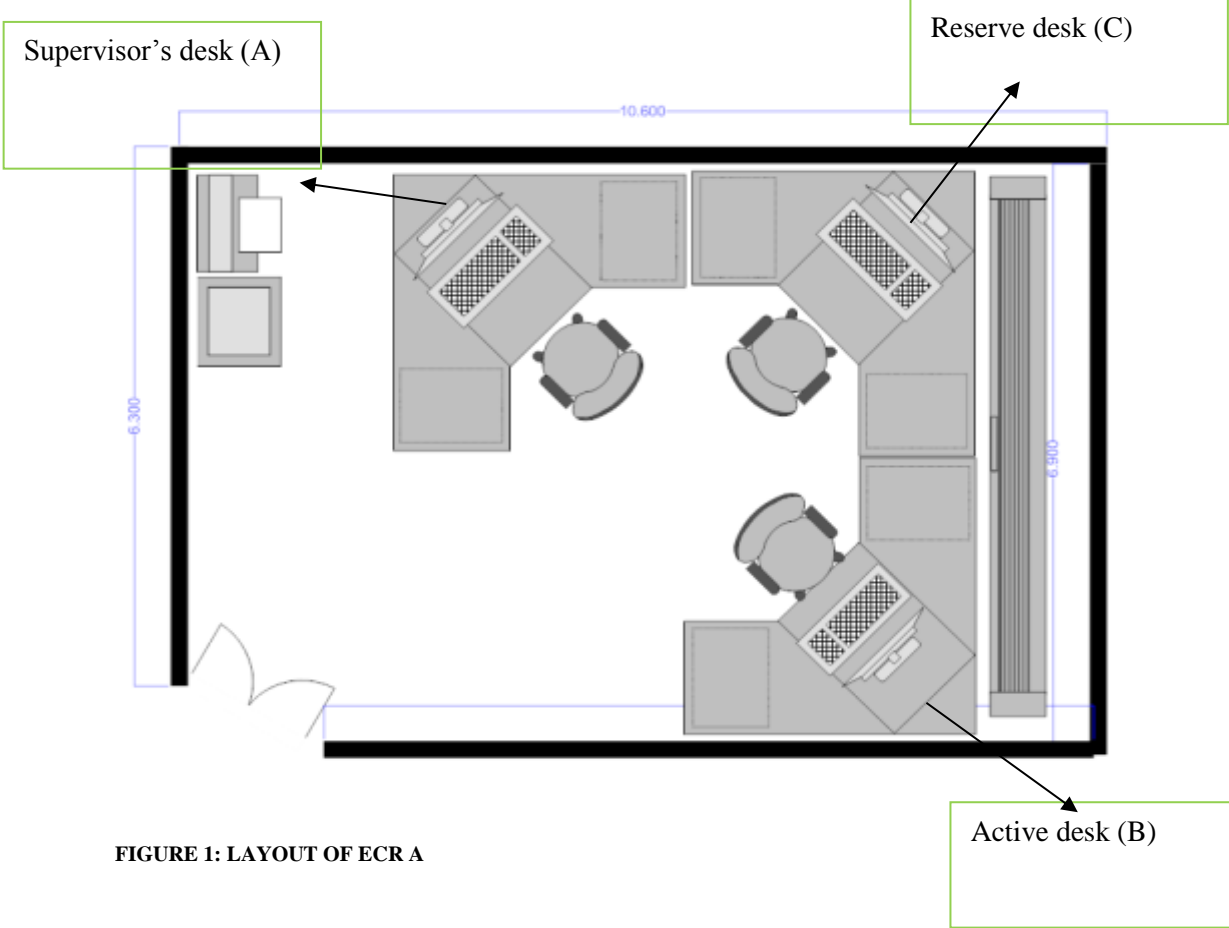 Supervisor’s desk (A)
Reserve desk (C)
10.600
6.300
6.900
Active desk (B)
FIGURE 1: LAYOUT OF ECR A